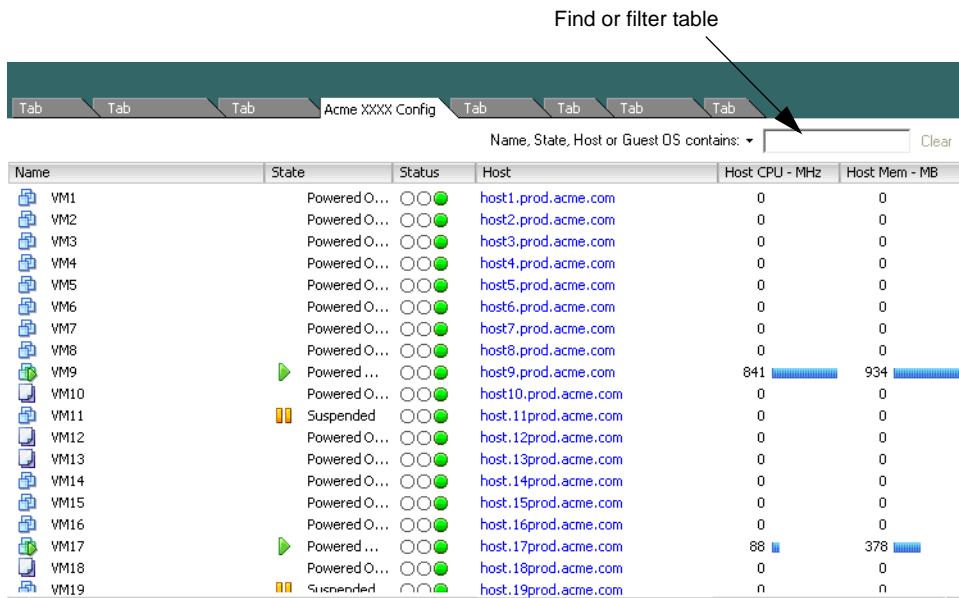 Find or filter table
Tab Tab Tab Acme XXXX Config Tab Tab Tab Tab
Name, State, Host or Guest OS contains: Clear
Name State Status Host Host CPU - MHz Host Mem - MB
VM1 Powered O... host1.prod.acme.com 0 0
VM2 Powered O... host2.prod.acme.com 0 0
VM3 Powered O... host3.prod.acme.com 0 0
VM4 Powered O... host4.prod.acme.com 0 0
VM5 Powered O... host5.prod.acme.com 0 0
VM6 Powered O... host6.prod.acme.com 0 0
VM7 Powered O... host7.prod.acme.com 0 0
VM8 Powered O... host8.prod.acme.com 0 0
VM9 Powered ... host9.prod.acme.com 841 934
VM10 Powered O... host10.prod.acme.com 0 0
VM11 Suspended host.11prod.acme.com 0 0
VM12 Powered O... host.12prod.acme.com 0 0
VM13 Powered O... host.13prod.acme.com 0 0
VM14 Powered O... host.14prod.acme.com 0 0
VM15 Powered O... host.15prod.acme.com 0 0
VM16 Powered O... host.16prod.acme.com 0 0
VM17 Powered ... host.17prod.acme.com 88 378
VM18 Powered O... host.18prod.acme.com 0 0
VM19 Suspended host.19prod.acme.com 0 0